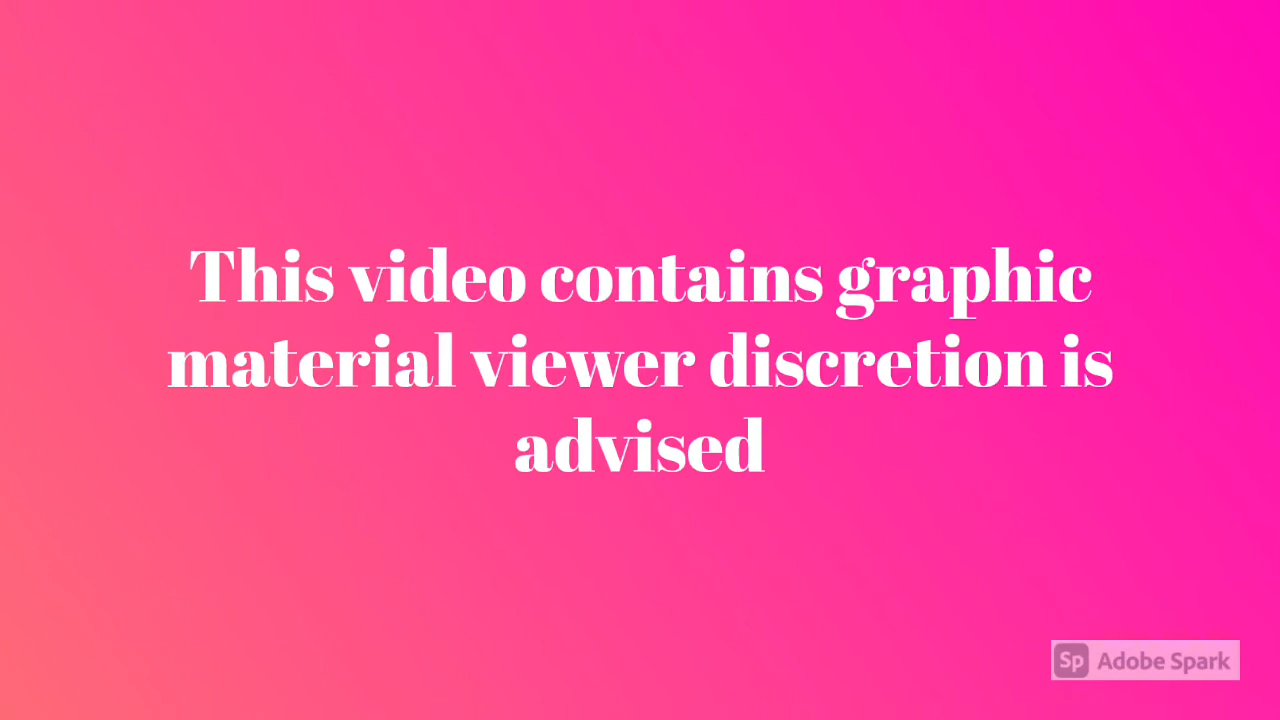 This video contains graphic
material viewer discretion is
advised
Sp Adobe Spark